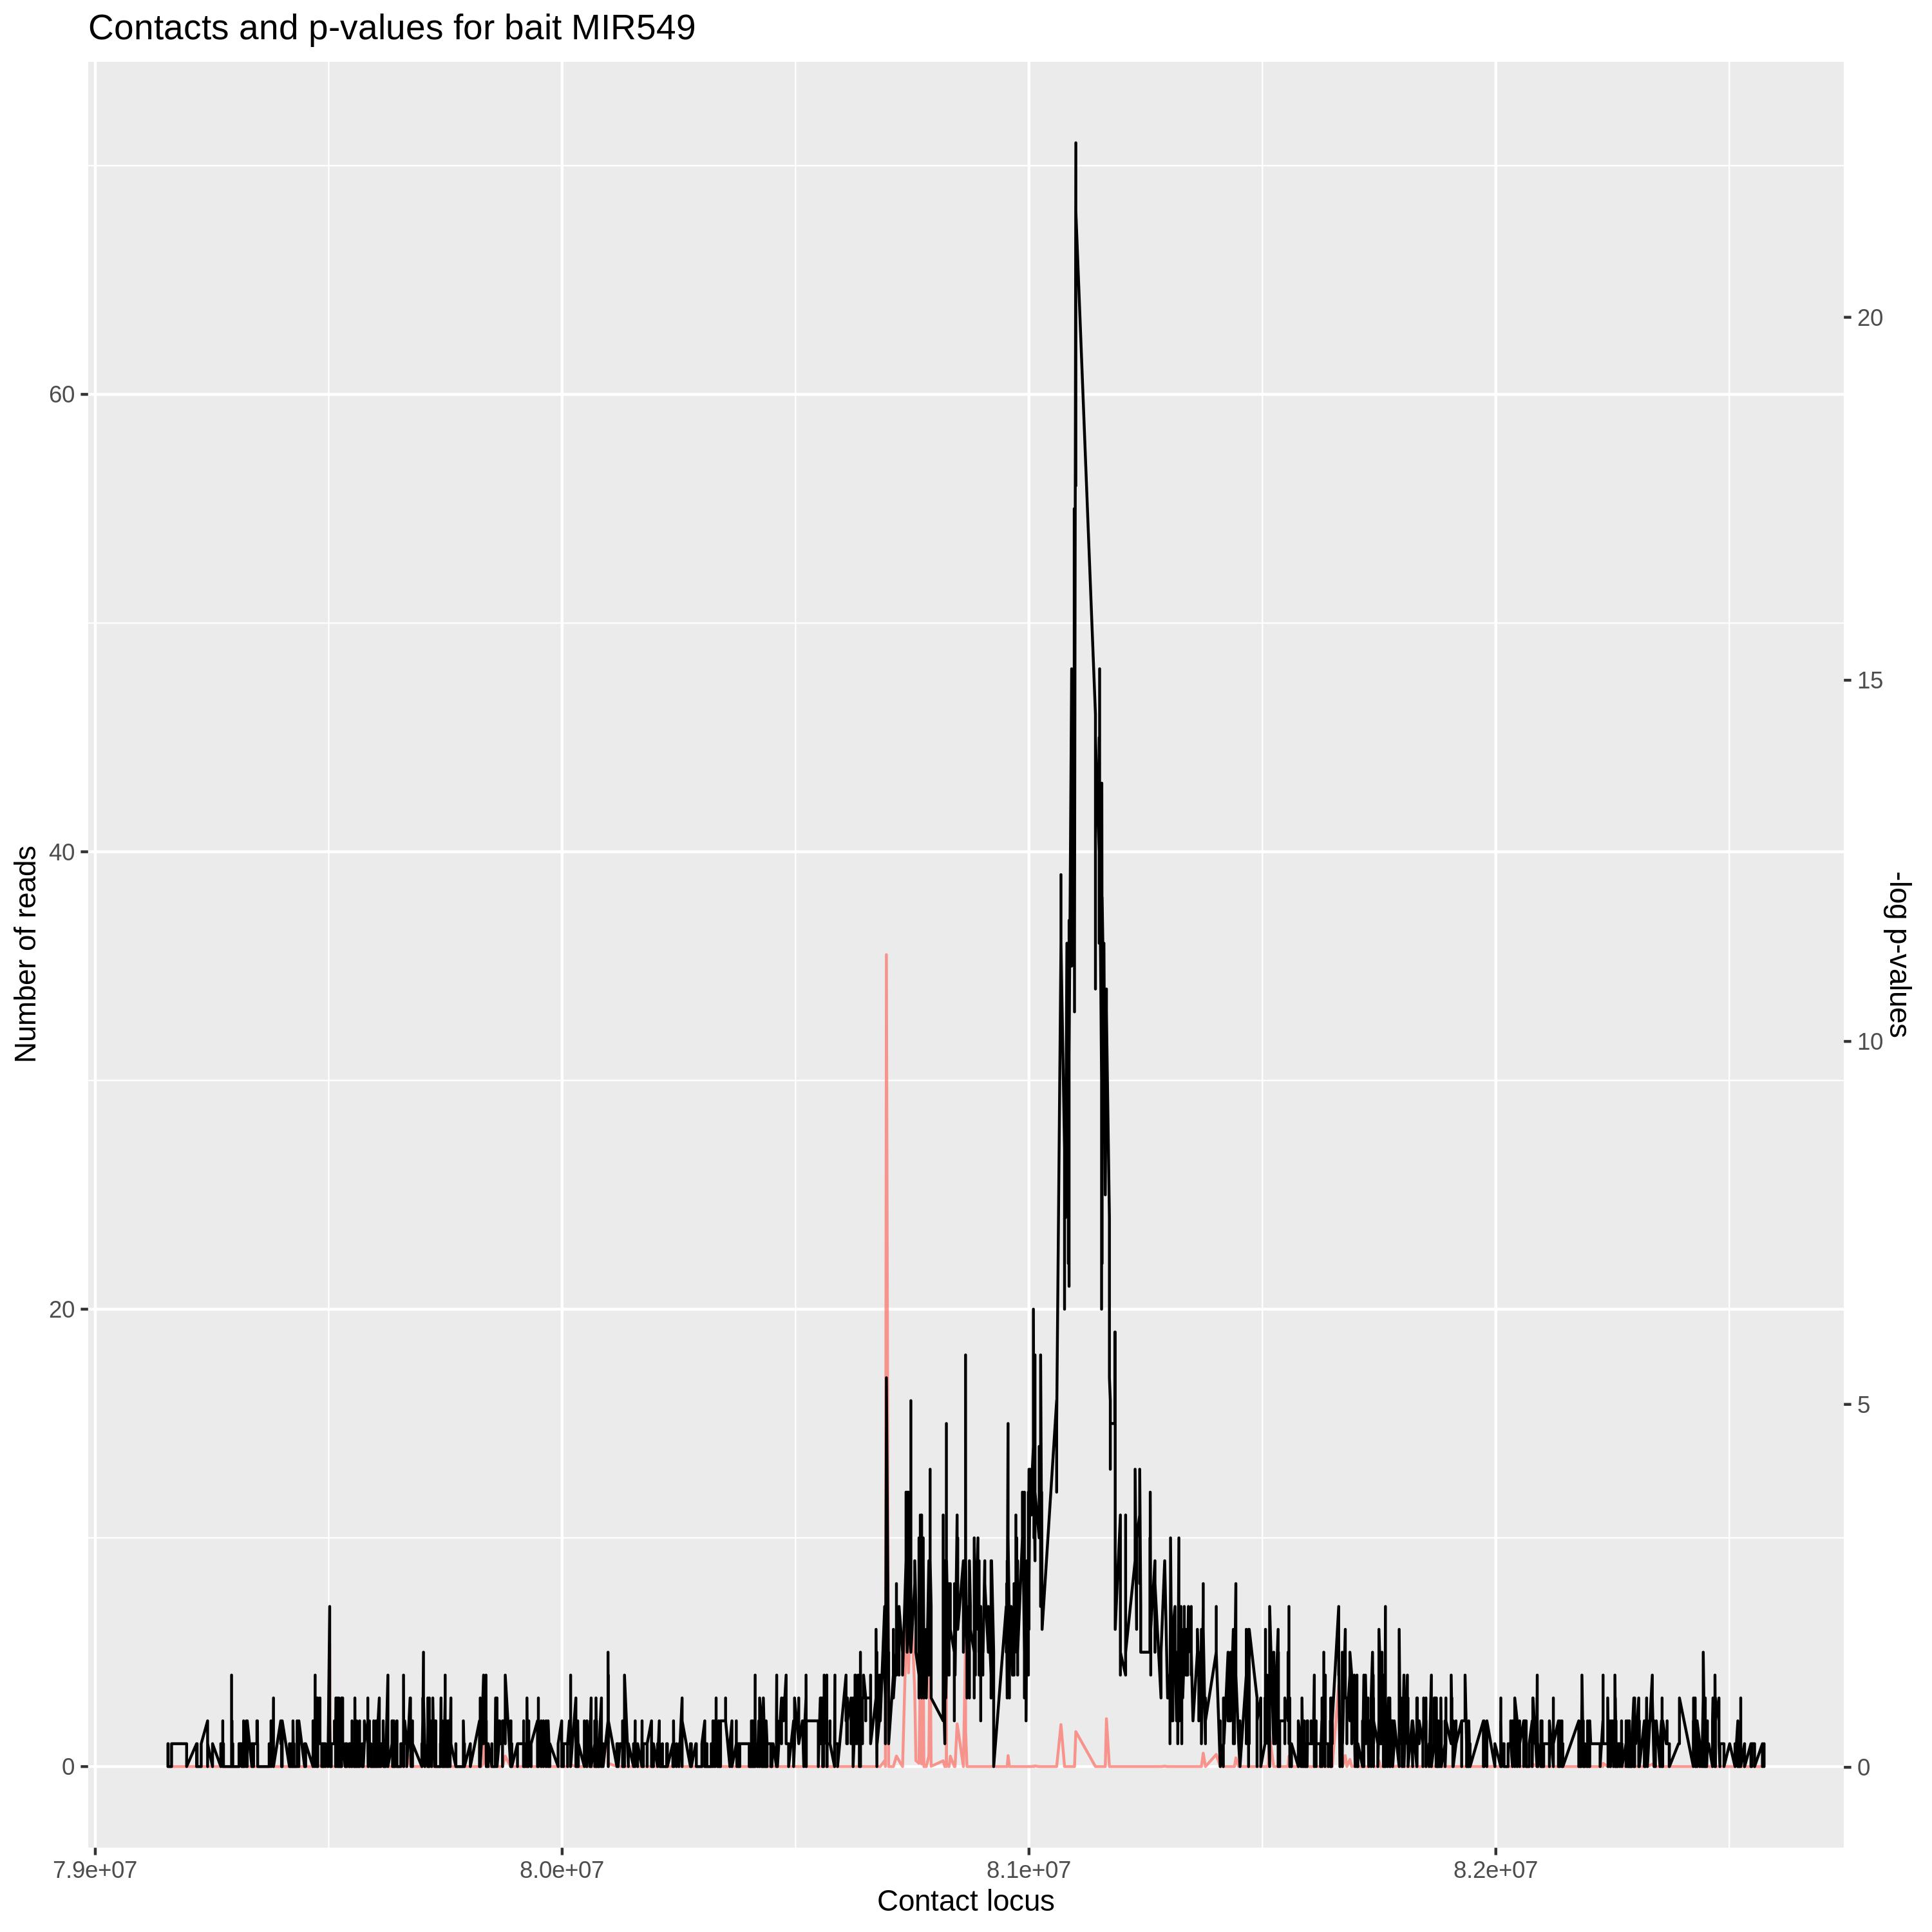 Contacts and p-values for bait MIR549
60
40
20
0
20
15
10
5
0
Number of reads
-log p-values
7.9e+07 8.0e+07 8.1e+07 8.2e+07
Contact locus